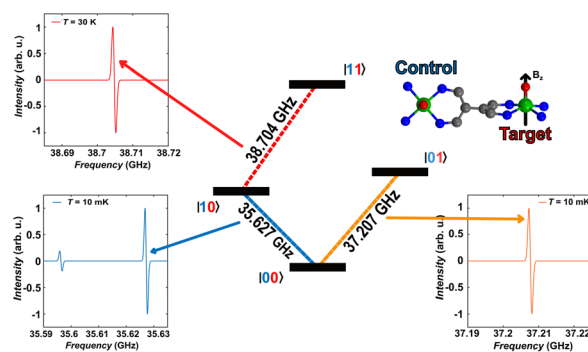 T = 30 K
1
0.5
0
-0.5
-1
Intensity (arb. u.)
38.69 38.7 38.71 38.72
Frequency (GHz)
|11⟩
Control
B_z
Target
38.704 GHz
|01⟩
|10⟩
35.627 GHz
37.207 GHz
|00⟩
T = 10 mK
1
0.5
0
-0.5
-1
Intensity (arb. u.)
35.59 35.6 35.61 35.62 35.63
Frequency (GHz)
T = 10 mK
1
0.5
0
-0.5
-1
Intensity (arb. u.)
37.19 37.2 37.21 37.22
Frequency (GHz)